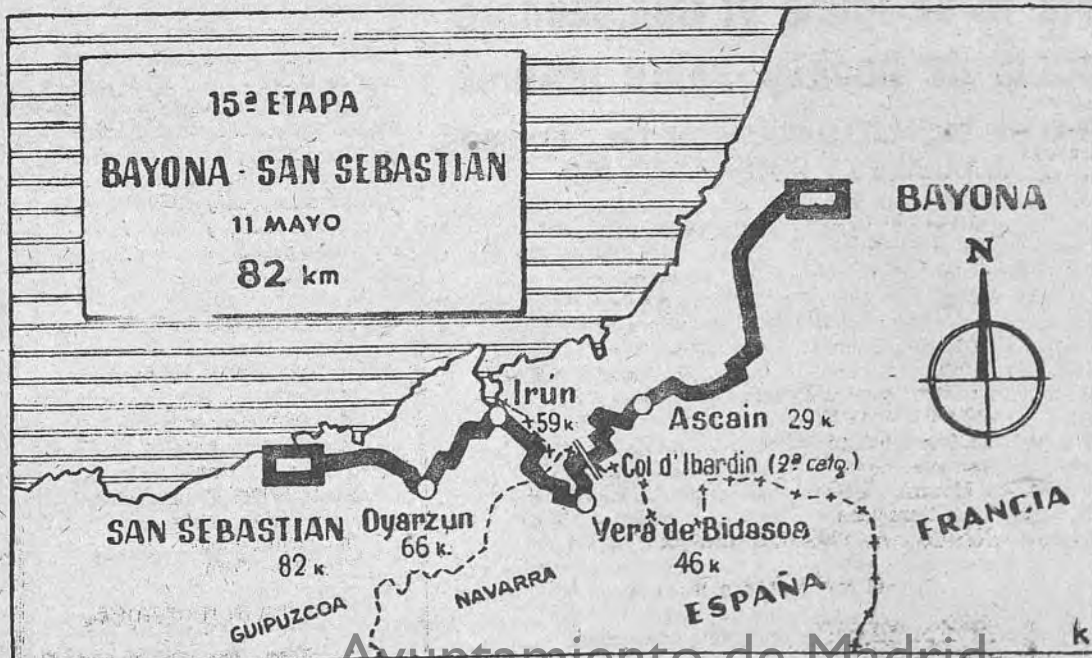 15ª ETAPA
BAYONA - SAN SEBASTIAN
11 MAYO
82 km
BAYONA
N
Irún
59 k
Ascain 29 k
Col d'Ibardin (2ª catg.)
SAN SEBASTIAN
82 k
Oyarzun
66 k.
Vera de Bidasoa
46 k
FRANCIA
ESPAÑA
NAVARRA
GUIPUZCOA
k
Ayuntamiento de Madrid